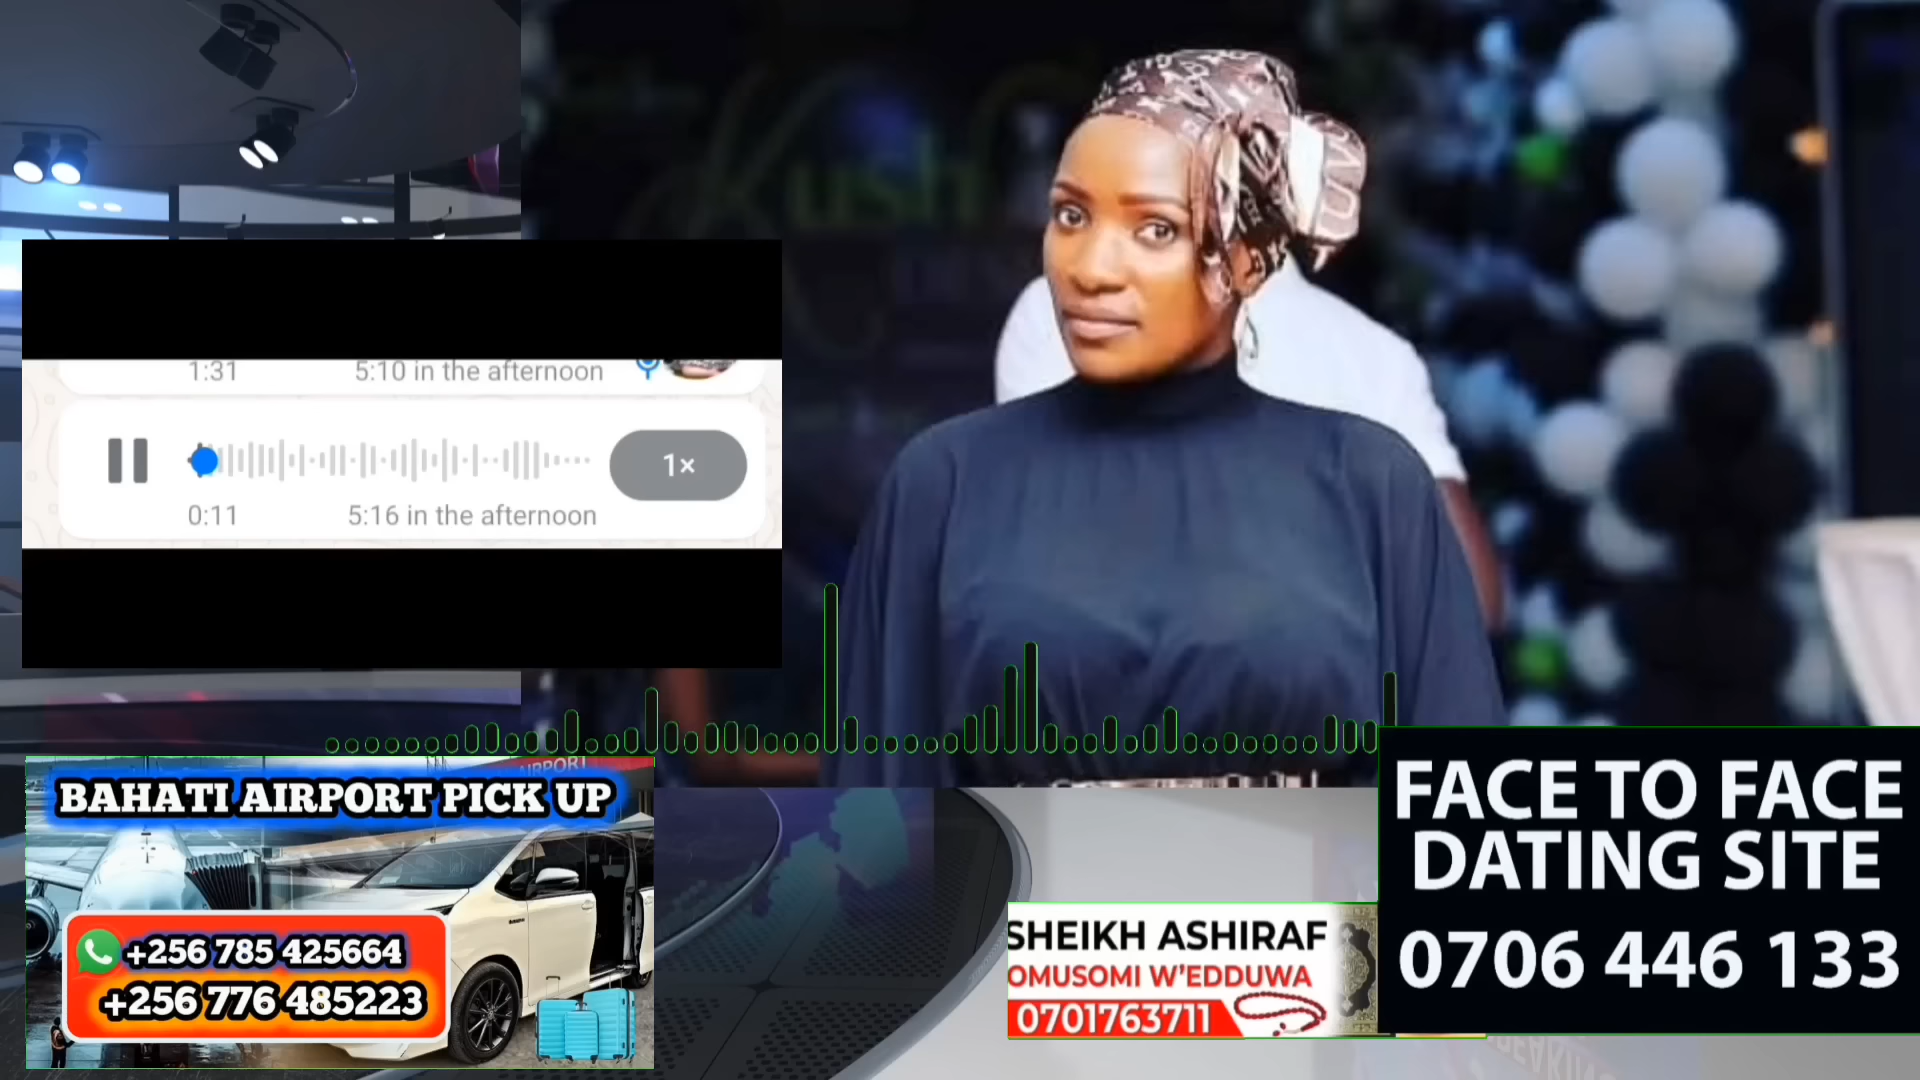 Kush
1:31 5:10 in the afternoon
1×
0:11 5:16 in the afternoon
AIRPORT
BAHATI AIRPORT PICK UP
+256 785 425664
+256 776 485223
SHEIKH ASHIRAF
OMUSOMI W'EDDUWA
0701763711
FACE TO FACE
DATING SITE
0706 446 133